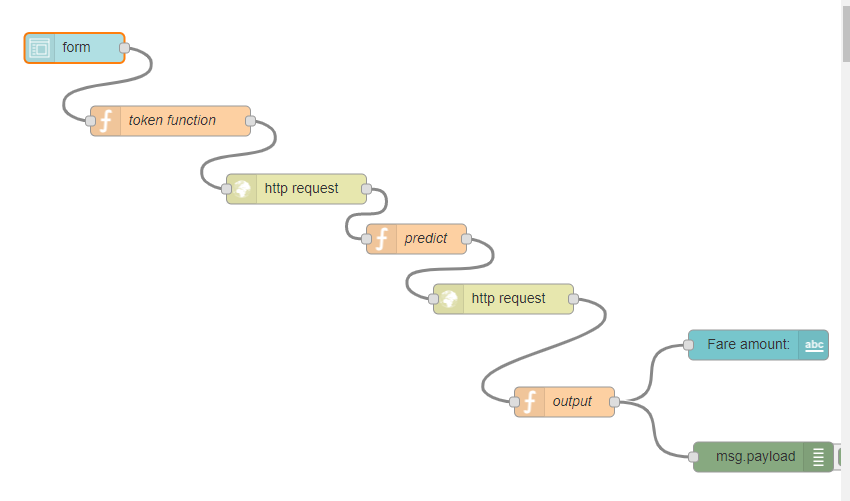 form
token function
http request
predict
http request
Fare amount:
abc
output
msg.payload